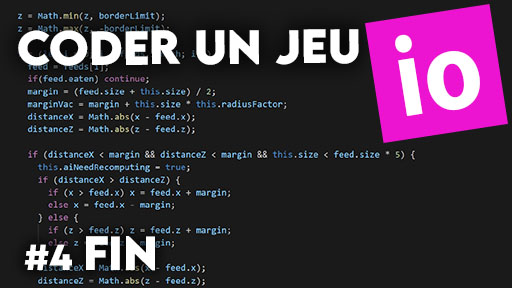 z = Math.min(z, borderLimit);
z = Math.max(z, -borderLimit);
CODER UN JEU
io
feed = feeds[i];
if(feed.eaten) continue;
margin = (feed.size + this.size) / 2;
marginVac = margin + this.size * this.radiusFactor;
distanceX = Math.abs(x - feed.x);
distanceZ = Math.abs(z - feed.z);
if (distanceX < margin && distanceZ < margin && this.size < feed.size * 5) {
this.aiNeedRecomputing = true;
if (distanceX > distanceZ) {
if (x > feed.x) x = feed.x + margin;
else x = feed.x - margin;
} else {
if (z > feed.z) z = feed.z + margin;
else z = feed.z - margin;
#4 FIN
distanceX = Math.abs(x - feed.x);
distanceZ = Math.abs(z - feed.z);